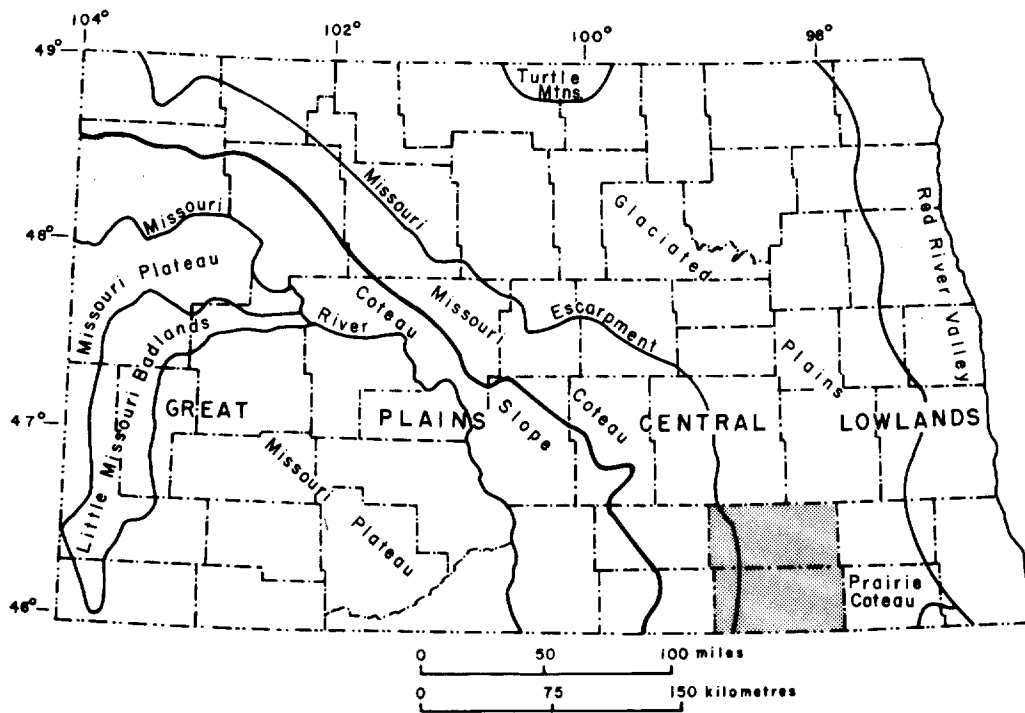 104°
102°
100°
98°
49°
Turtle
Mtns.
Missouri
Glaciated
Red River Valley
48°
Missouri
Missouri Plateau
Coteau
Missouri
Escarpment
River
Little Missouri Badlands
Plains
GREAT
PLAINS
Slope
Coteau
CENTRAL
LOWLANDS
47°
Missouri
Plateau
46°
Prairie
Coteau
0 50 100 miles
0 75 150 kilometres